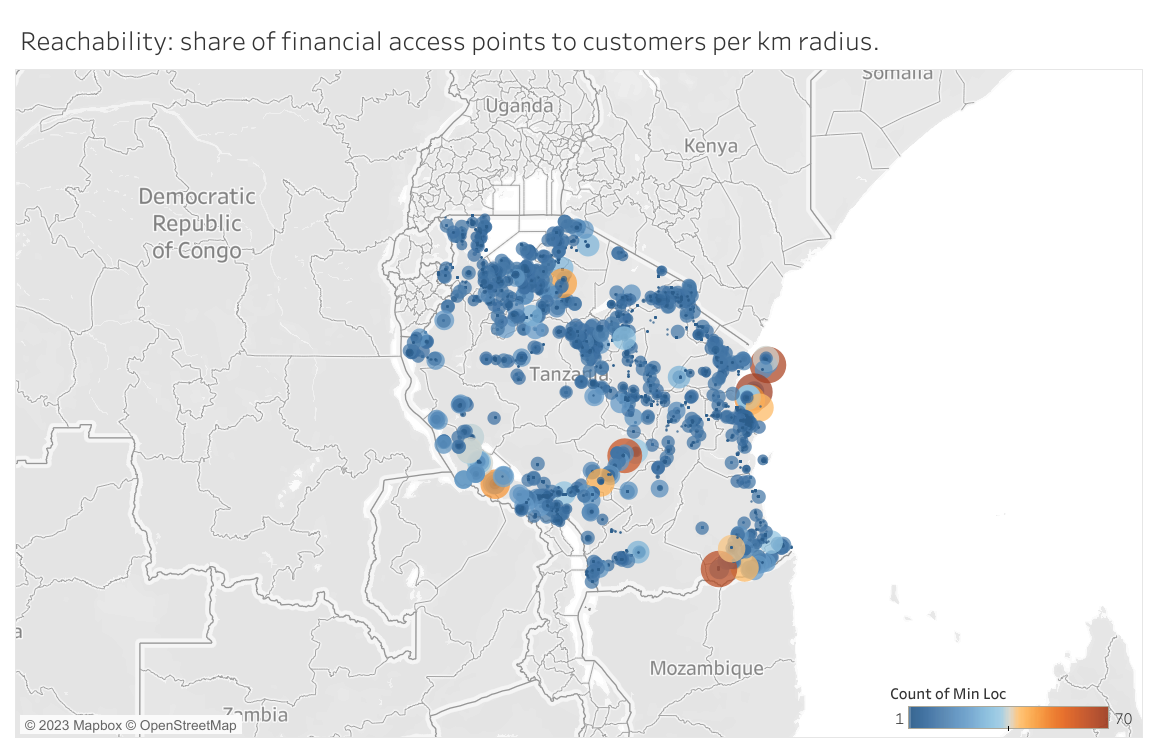 Reachability: share of financial access points to customers per km radius.
Somalia
Uganda
Kenya
Democratic
Republic
of Congo
Tanzania
Mozambique
a
Zambia
Count of Min Loc
1
70
© 2023 Mapbox © OpenStreetMap